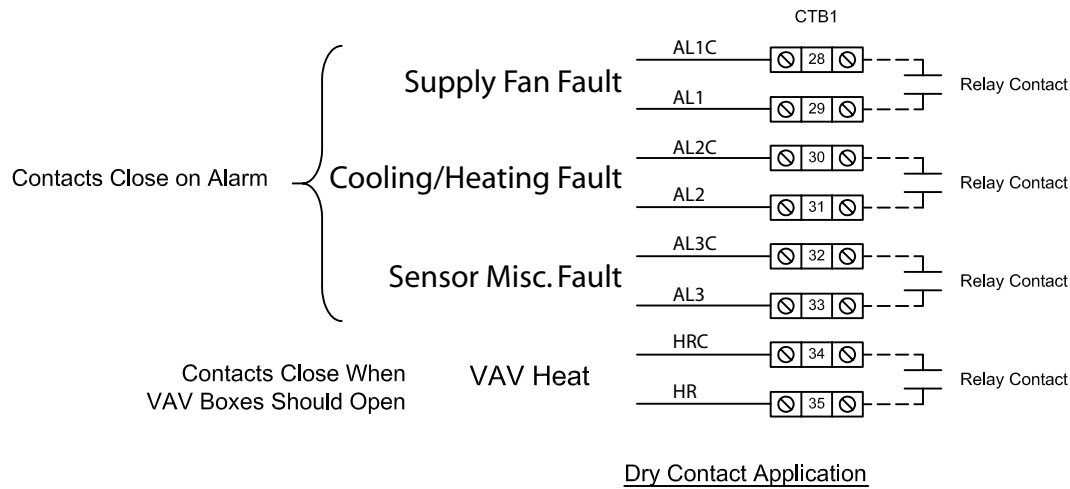 CTB1
Supply Fan Fault
AL1C
28
Relay Contact
AL1
29
Contacts Close on Alarm
Cooling/Heating Fault
AL2C
30
Relay Contact
AL2
31
Sensor Misc. Fault
AL3C
32
Relay Contact
AL3
33
Contacts Close When
VAV Boxes Should Open
VAV Heat
HRC
34
Relay Contact
HR
35
Dry Contact Application